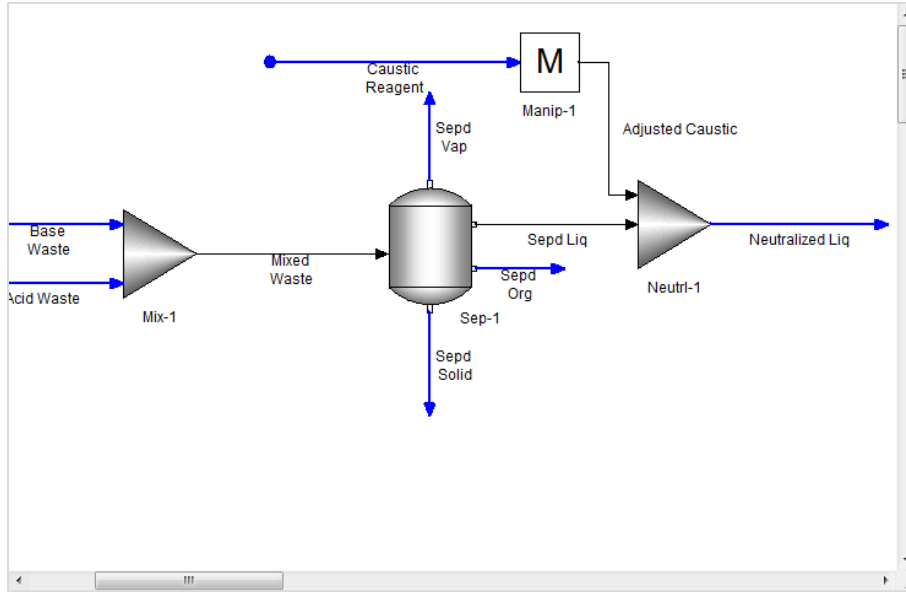 M
Caustic
Reagent
Manip-1
Sepd
Vap
Adjusted Caustic
Base
Waste
Mixed
Waste
Sepd Liq
Neutralized Liq
Acid Waste
Sepd
Org
Neutrl-1
Mix-1
Sep-1
Sepd
Solid